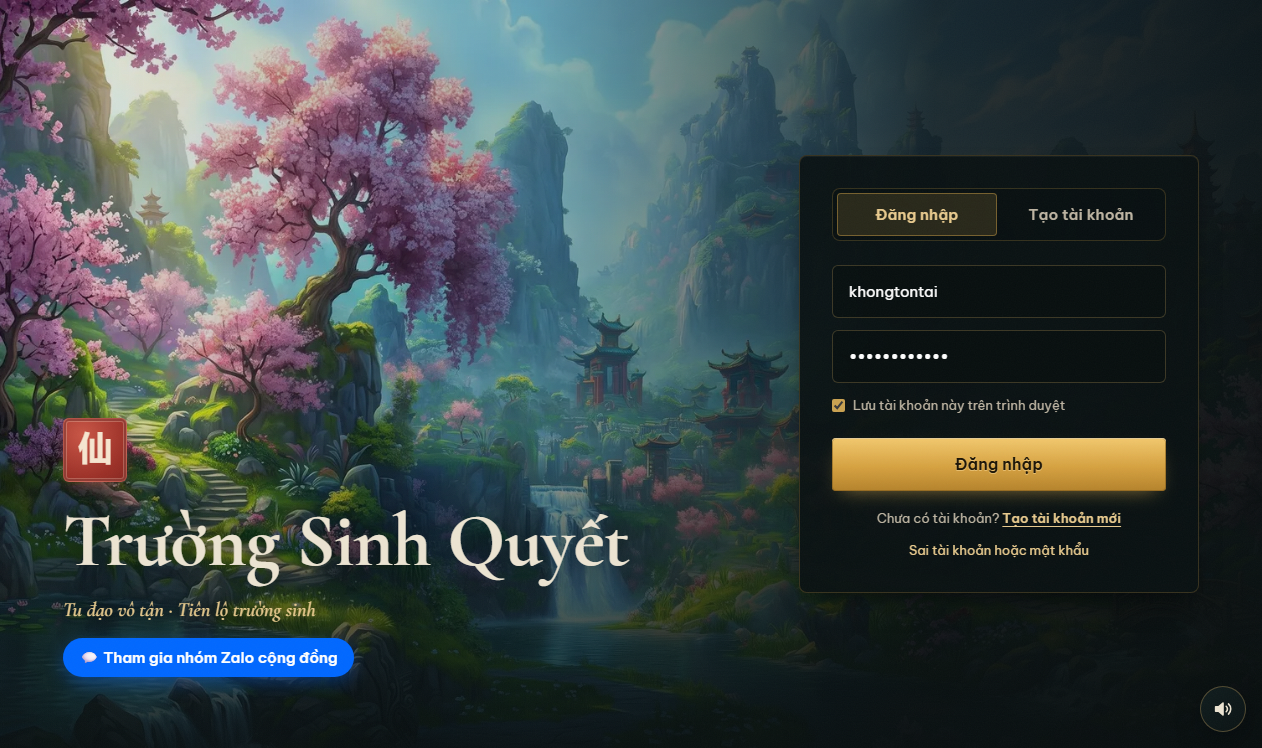 仙
Trường Sinh Quyết
Tu đạo vô tận · Tiên lộ trường sinh
Tham gia nhóm Zalo cộng đồng
Đăng nhập
Tạo tài khoản
khongtontai
••••••••••••
Lưu tài khoản này trên trình duyệt
Đăng nhập
Chưa có tài khoản? Tạo tài khoản mới
Sai tài khoản hoặc mật khẩu